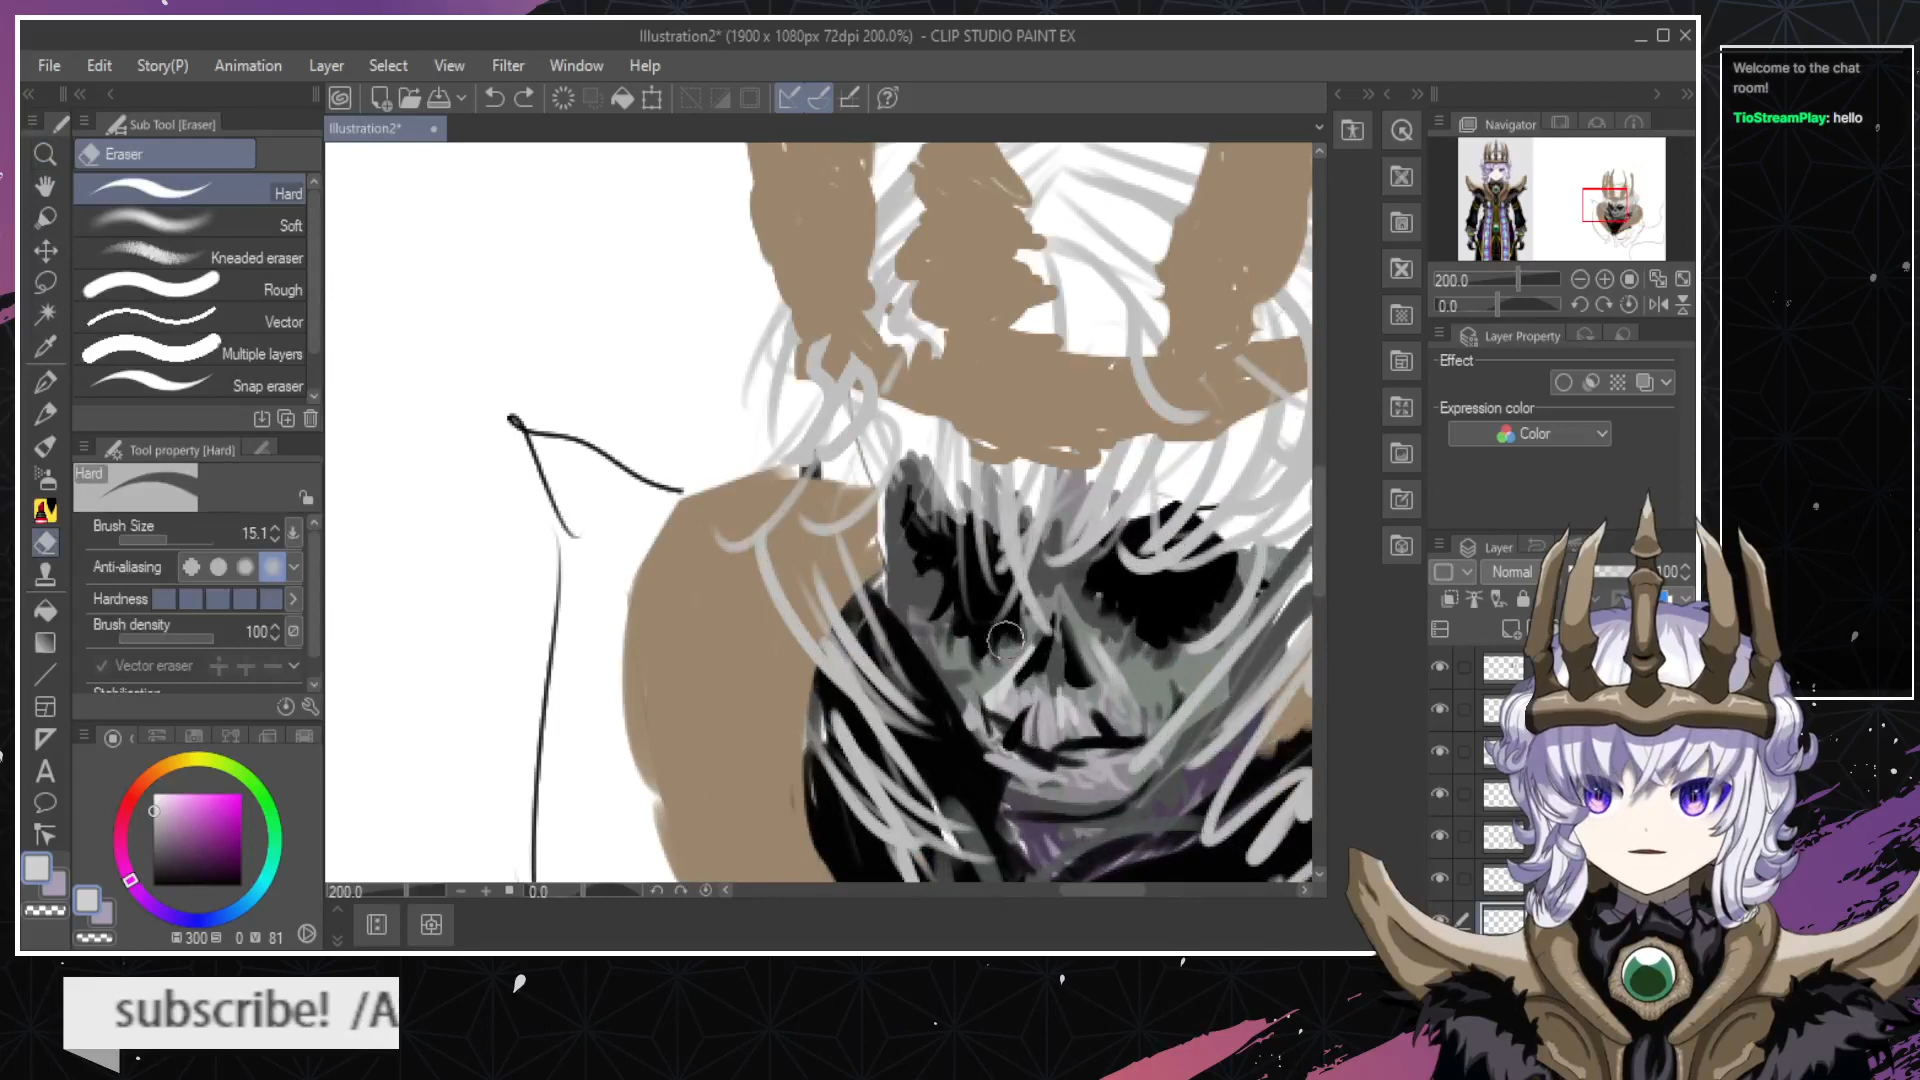 Illustration2* (1900 x 1080px 72dpi 200.0%) - CLIP STUDIO PAINT EX
File Edit Story(P) Animation Layer Select View Filter Window Help
Sub Tool [Eraser]
Eraser
Hard
Soft
Kneaded eraser
Rough
Vector
Multiple layers
Snap eraser
Tool property [Hard]
Hard
Brush Size 15.1
Anti-aliasing
Hardness
Brush density 100
Vector eraser
300 0 V 81
Illustration2*
200.0 0.0
Navigator
200.0
0.0
Layer Property
Effect
Expression color
Color
Layer
Normal 100
Welcome to the chat
room!
TioStreamPlay: hello
subscribe! /A